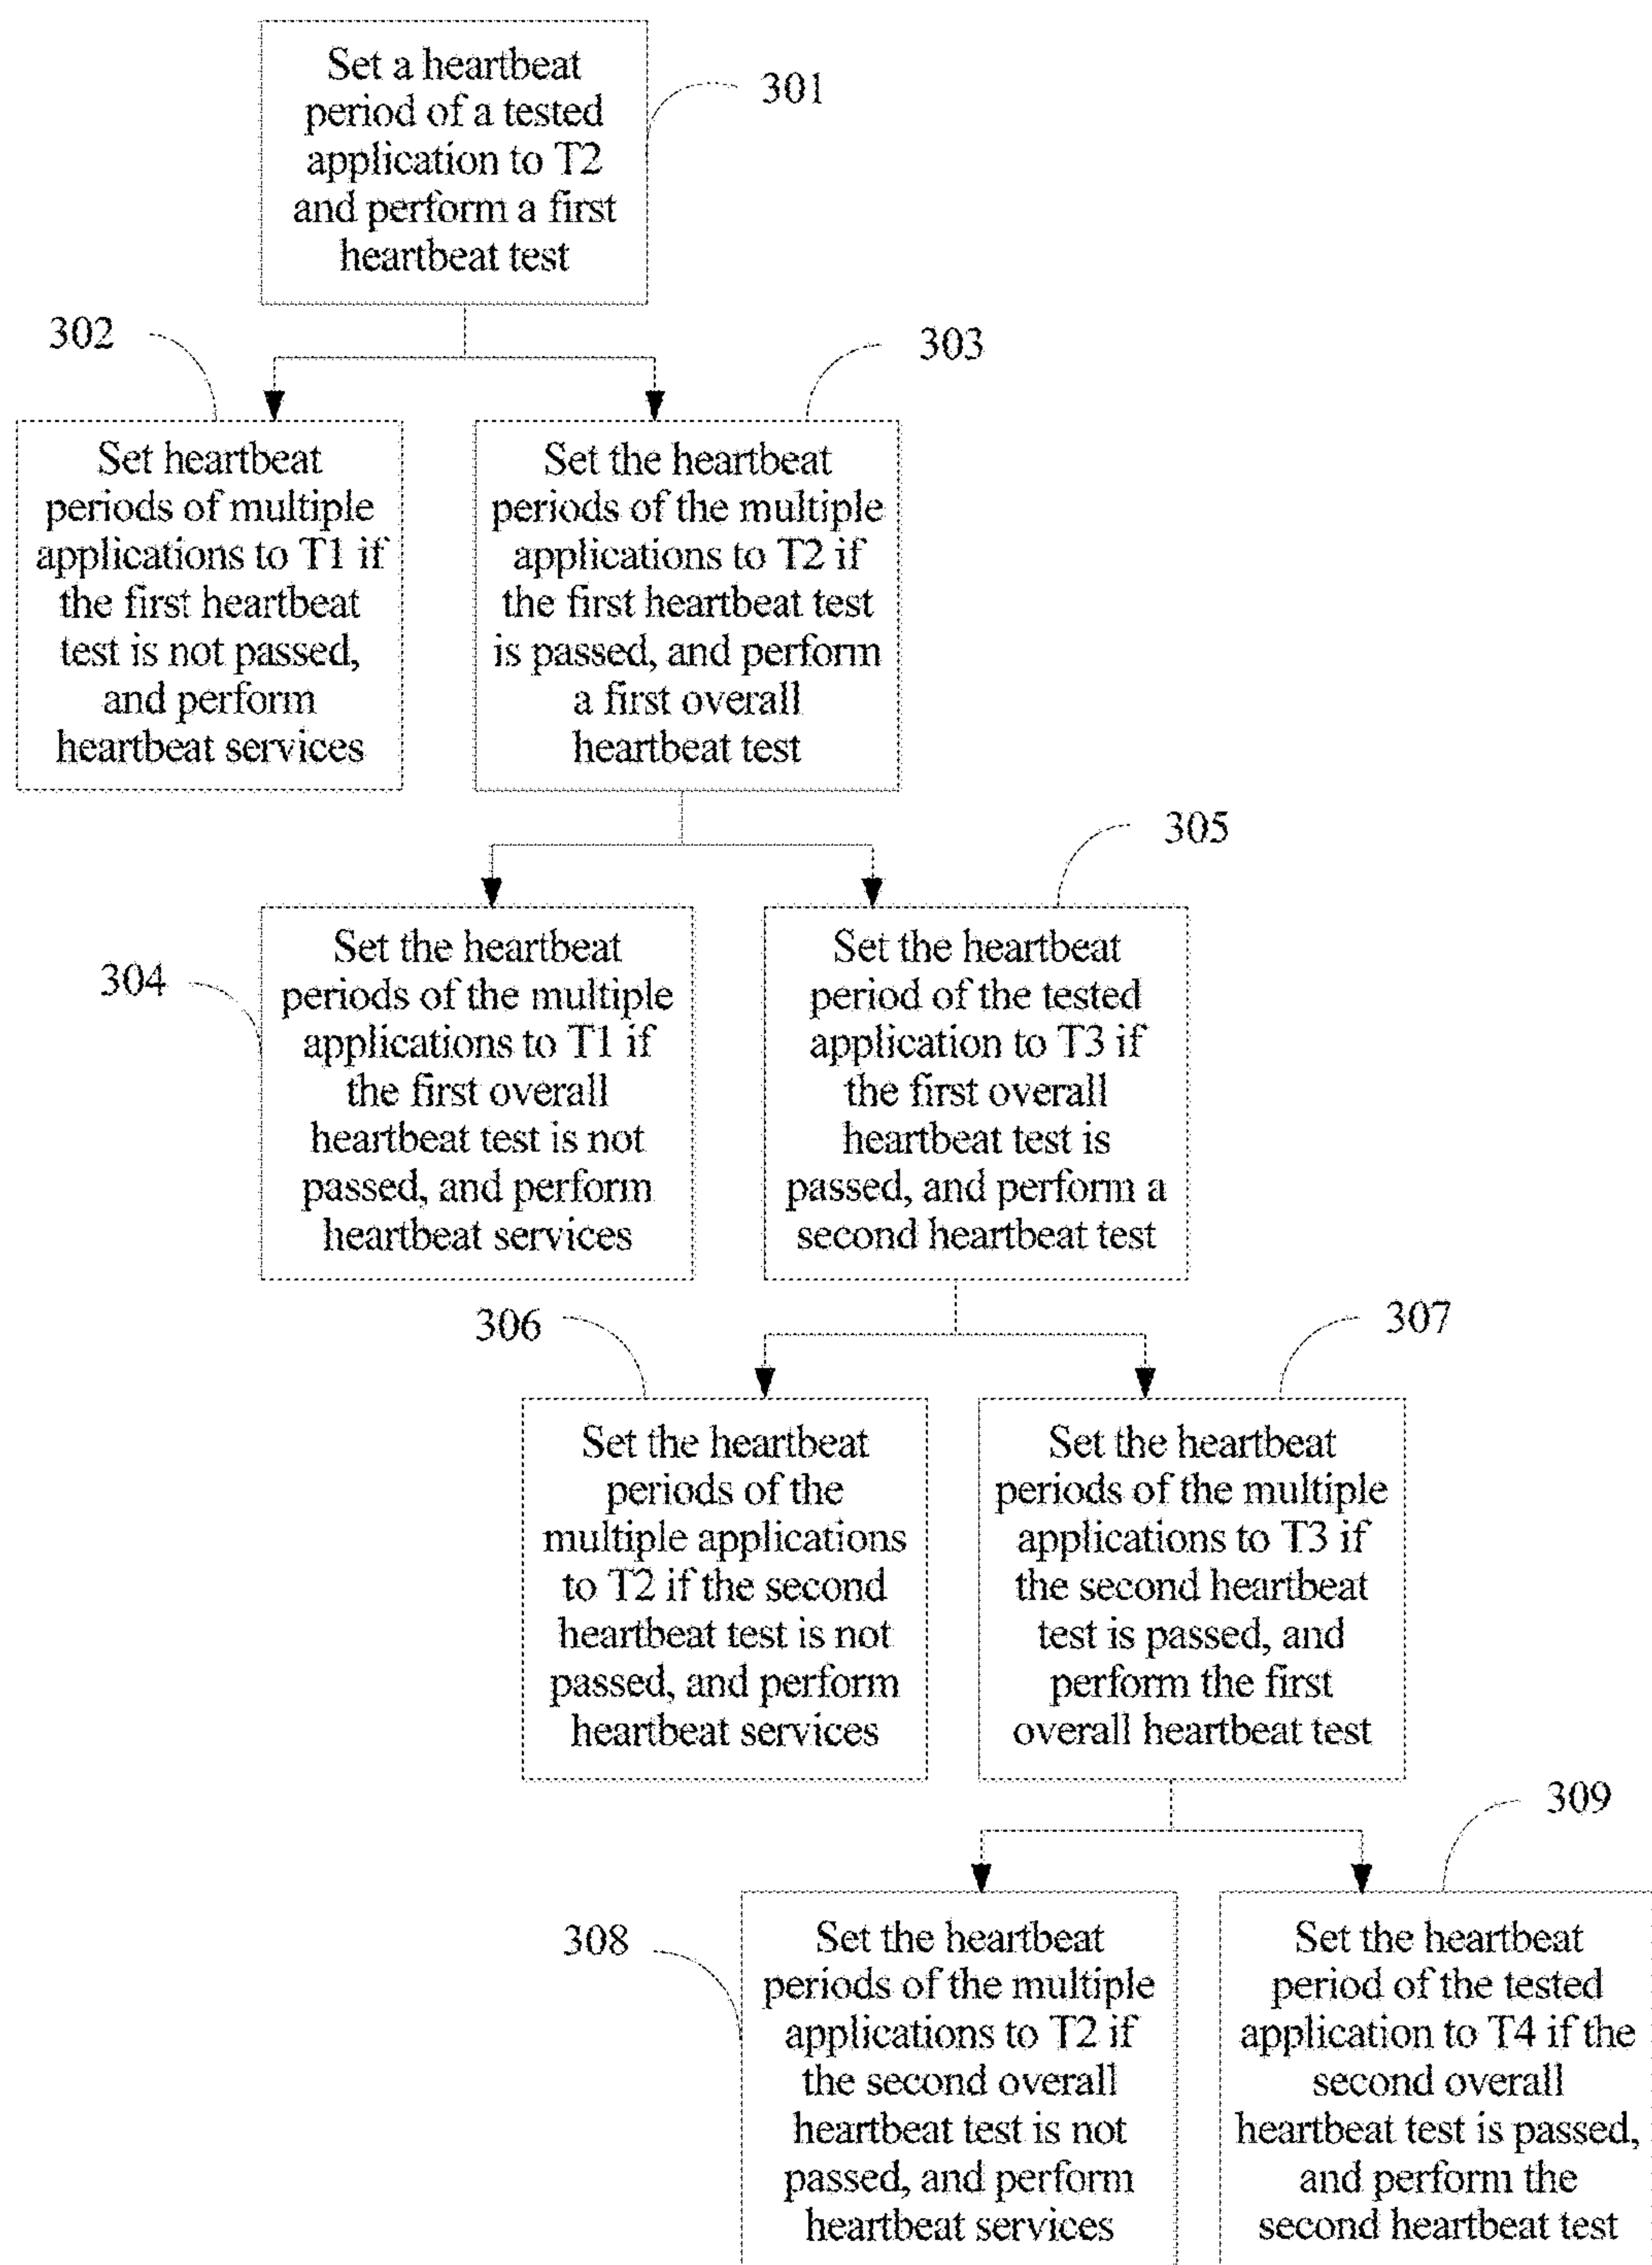 Set a heartbeat
period of a tested
application to T2
and perform a first
heartbeat test
301
302
303
Set heartbeat
periods of multiple
applications to T1 if
the first heartbeat
test is not passed,
and perform
heartbeat services
Set the heartbeat
periods of the multiple
applications to T2 if
the first heartbeat test
is passed, and perform
a first overall
heartbeat test
305
304
Set the heartbeat
periods of the multiple
applications to T1 if
the first overall
heartbeat test is not
passed, and perform
heartbeat services
Set the heartbeat
period of the tested
application to T3 if
the first overall
heartbeat test is
passed, and perform a
second heartbeat test
306
307
Set the heartbeat
periods of the
multiple applications
to T2 if the second
heartbeat test is not
passed, and perform
heartbeat services
Set the heartbeat
periods of the multiple
applications to T3 if
the second heartbeat
test is passed, and
perform the first
overall heartbeat test
309
308
Set the heartbeat
periods of the multiple
applications to T2 if
the second overall
heartbeat test is not
passed, and perform
heartbeat services
Set the heartbeat
period of the tested
application to T4 if the
second overall
heartbeat test is passed,
and perform the
second heartbeat test